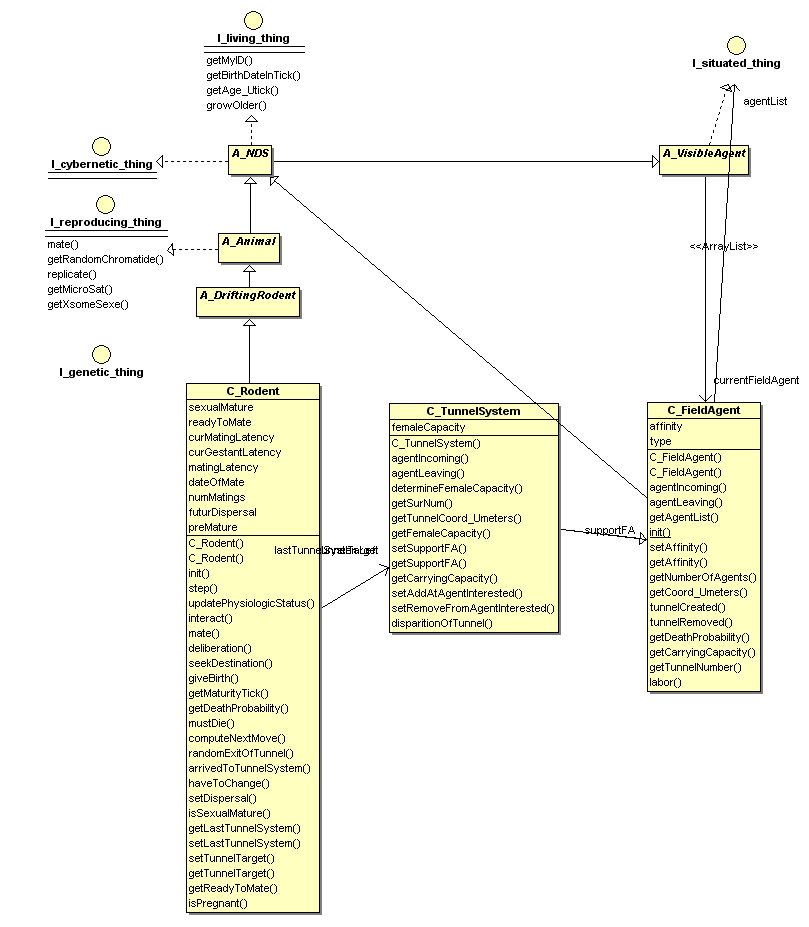 I_living_thing
getMyID()
getBirthDateInTick()
getAge_Utick()
growOlder()
I_situated_thing
agentList
I_cybernetic_thing
A_NDS
A_VisibleAgent
I_reproducing_thing
mate()
getRandomChromatide()
replicate()
getMicroSat()
getXsomeSexe()
A_Animal
<<ArrayList>>
A_DriftingRodent
I_genetic_thing
currentFieldAgent
C_Rodent
sexualMature
readyToMate
curMatingLatency
curGestantLatency
matingLatency
dateOfMate
numMatings
futurDispersal
preMature
C_Rodent()
C_Rodent()
init()
step()
updatePhysiologicStatus()
interact()
mate()
deliberation()
seekDestination()
giveBirth()
getMaturityTick()
getDeathProbability()
mustDie()
computeNextMove()
randomExitOfTunnel()
arrivedToTunnelSystem()
haveToChange()
setDispersal()
isSexualMature()
getLastTunnelSystem()
setLastTunnelSystem()
setTunnelTarget()
getTunnelTarget()
getReadyToMate()
isPregnant()
C_TunnelSystem
femaleCapacity
C_TunnelSystem()
agentIncoming()
agentLeaving()
determineFemaleCapacity()
getSurNum()
getTunnelCoord_Umeters()
getFemaleCapacity()
setSupportFA()
getSupportFA()
getCarryingCapacity()
setAddAtAgentInterested()
setRemoveFromAgentInterested()
disparitionOfTunnel()
supportFA
C_FieldAgent
affinity
type
C_FieldAgent()
C_FieldAgent()
agentIncoming()
agentLeaving()
getAgentList()
init()
setAffinity()
getAffinity()
getNumberOfAgents()
getCoord_Umeters()
tunnelCreated()
tunnelRemoved()
getDeathProbability()
getCarryingCapacity()
getTunnelNumber()
labor()